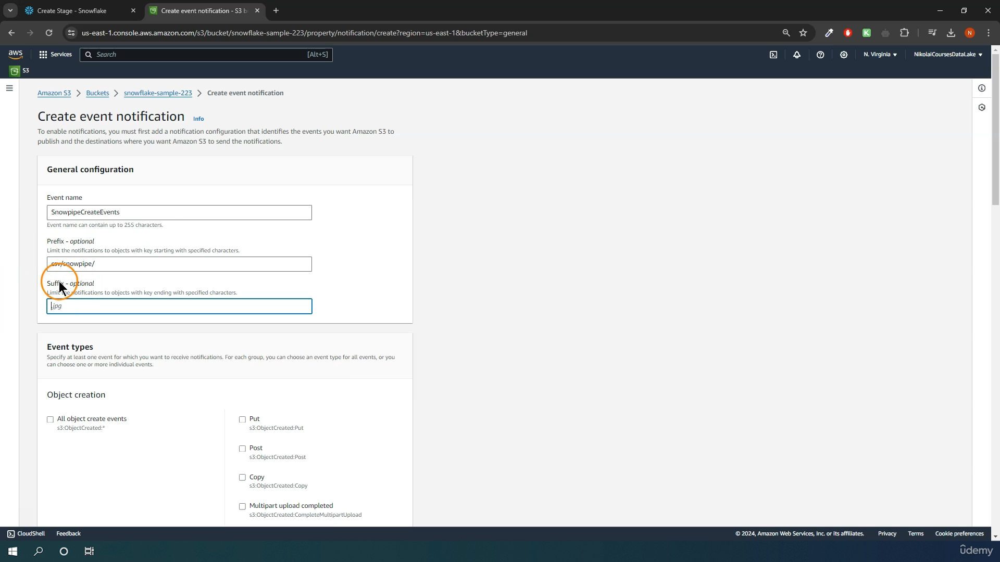 Create Stage - Snowflake
Create event notification - S3 b
us-east-1.console.aws.amazon.com/s3/bucket/snowflake-sample-223/property/notification/create?region=us-east-1&bucketType=general
N
aws
Services
Search
[Alt+S]
N. Virginia
NikolaiCoursesDataLake
S3
Amazon S3
Buckets
snowflake-sample-223
Create event notification
Create event notification
Info
To enable notifications, you must first add a notification configuration that identifies the events you want Amazon S3 to
publish and the destinations where you want Amazon S3 to send the notifications.
General configuration
Event name
SnowpipeCreateEvents
Event name can contain up to 255 characters.
Prefix - optional
Limit the notifications to objects with key starting with specified characters.
csv/snowpipe/
Suffix - optional
Limit the notifications to objects with key ending with specified characters.
.jpg
Event types
Specify at least one event for which you want to receive notifications. For each group, you can choose an event type for all events, or you
can choose one or more individual events.
Object creation
All object create events
s3:ObjectCreated:*
Put
s3:ObjectCreated:Put
Post
s3:ObjectCreated:Post
Copy
s3:ObjectCreated:Copy
Multipart upload completed
s3:ObjectCreated:CompleteMultipartUpload
CloudShell
Feedback
© 2024, Amazon Web Services, Inc. or its affiliates.
Privacy
Terms
Cookie preferences
ûdemy